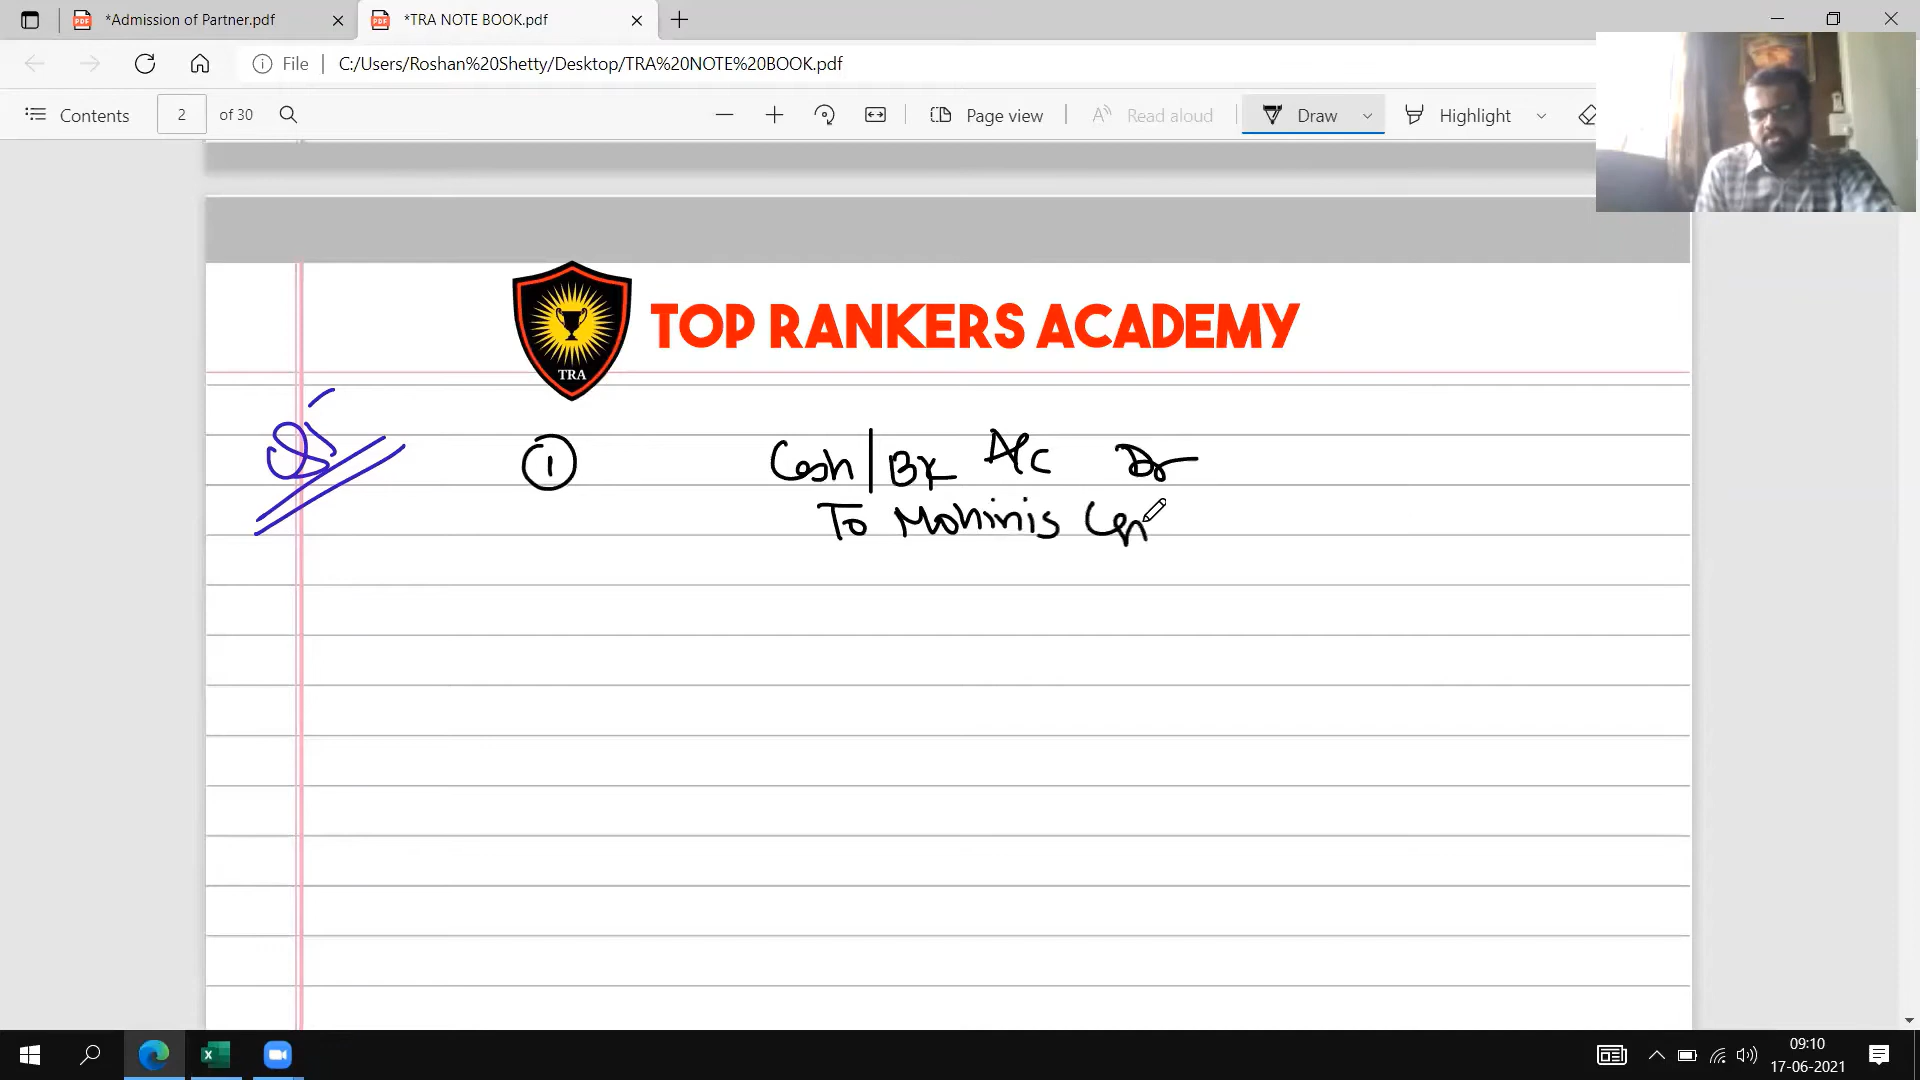 *Admission of Partner.pdf
*TRA NOTE BOOK.pdf
File
C:/Users/Roshan%20Shetty/Desktop/TRA%20NOTE%20BOOK.pdf
Contents
2
of 30
Page view
Read aloud
Draw
Highlight
TRA
TOP RANKERS ACADEMY
1 Cash/Bk A/c Dr
To Mohinis
09:10
17-06-2021